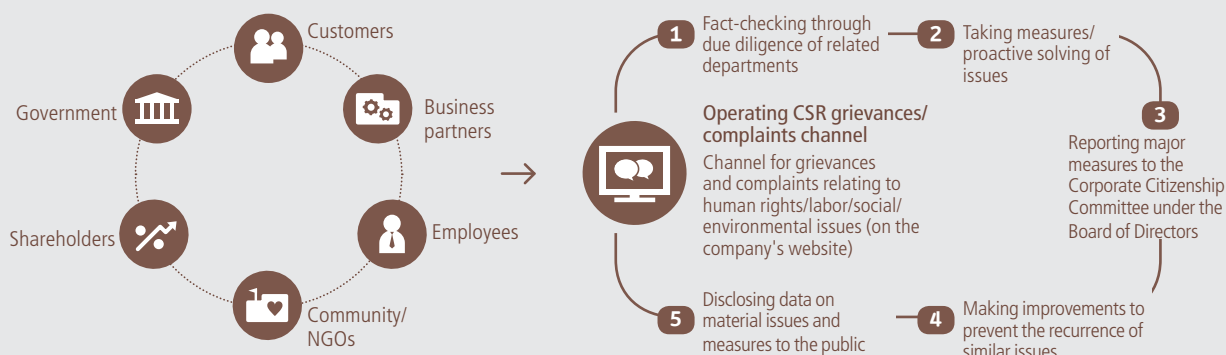 Customers
Government
Business
partners
Shareholders
Employees
Community/
NGOs
1
Fact-checking through
due diligence of related
departments
2
Taking measures/
proactive solving of
issues
3
Reporting major
measures to the
Corporate Citizenship
Committee under the
Board of Directors
Operating CSR grievances/
complaints channel
Channel for grievances
and complaints relating to
human rights/labor/social/
environmental issues (on the
company's website)
4
Making improvements to
prevent the recurrence of
similar issues
5
Disclosing data on
material issues and
measures to the public